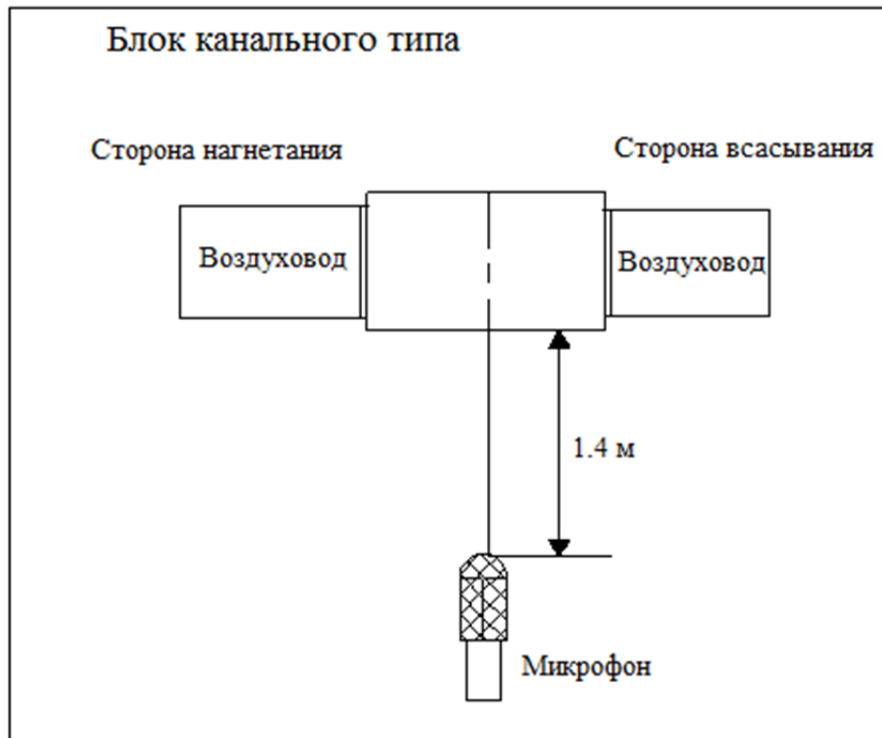 Блок канального типа
Сторона нагнетания
Сторона всасывания
Воздуховод
Воздуховод
1.4 м
Микрофон